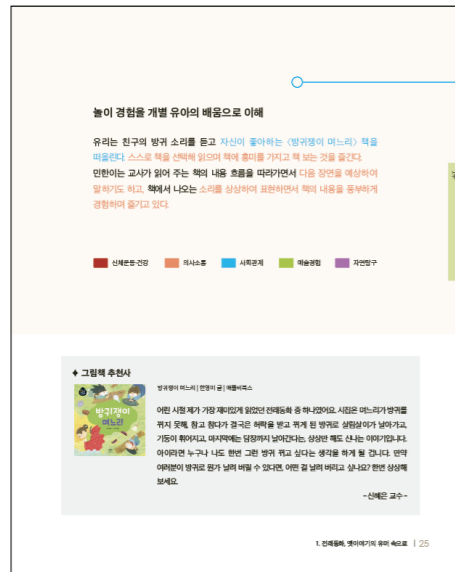 놀이 경험을 개별 유아의 배움으로 이해
유리는 친구의 방귀 소리를 듣고 자신이 좋아하는 〈방귀쟁이 며느리〉 책을
떠올린다. 스스로 책을 선택해 읽으며 책에 흥미를 가지고 책 보는 것을 즐긴다.
민한이는 교사가 읽어 주는 책의 내용 흐름을 따라가면서 다음 장면을 예상하여
말하기도 하고, 책에서 나오는 소리를 상상하여 표현하면서 책의 내용을 풍부하게
경험하며 즐기고 있다.
신체운동·건강 의사소통 사회관계 예술경험 자연탐구
✦ 그림책 추천사
방귀쟁이 며느리
방귀쟁이 며느리 | 한영미 글 | 애플비북스
어린 시절 제가 가장 재미있게 읽었던 전래동화 중 하나였어요. 시집온 며느리가 방귀를
뀌지 못해, 참고 참다가 결국은 허락을 받고 뀌게 된 방귀로 살림살이가 날아가고,
기둥이 휘어지고, 마지막에는 담장까지 날아간다는, 상상만 해도 신나는 이야기입니다.
아이라면 누구나 나도 한번 그런 방귀 뀌고 싶다는 생각을 하게 될 겁니다. 만약
여러분이 방귀로 뭔가 날려 버릴 수 있다면, 어떤 걸 날려 버리고 싶나요? 한번 상상해
보세요.
- 신혜은 교수 -
1. 전래동화, 옛이야기의 유머 속으로 | 25